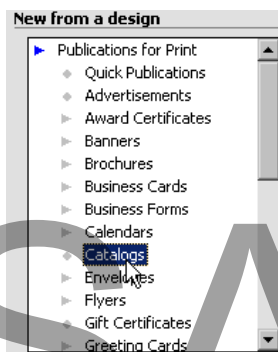 New from a design
Publications for Print
Quick Publications
Advertisements
Award Certificates
Banners
Brochures
Business Cards
Business Forms
Calendars
Catalogs
Envelopes
Flyers
Gift Certificates
Greeting Cards